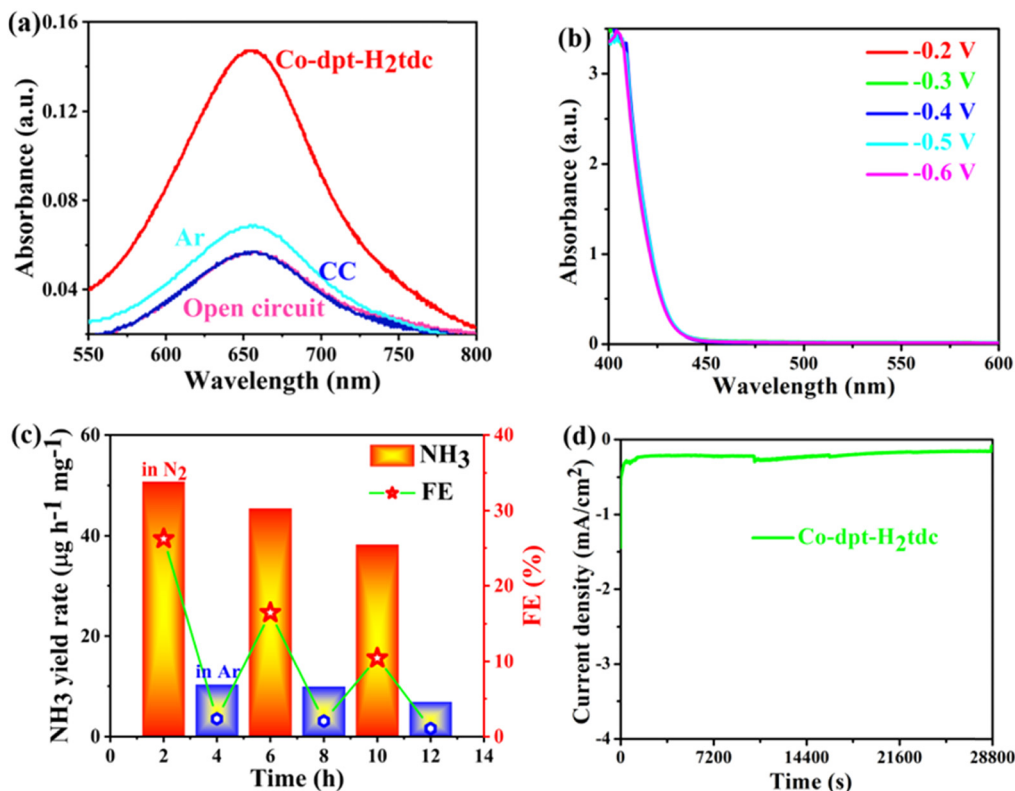 (a)
0.16
0.12
0.08
0.04
Absorbance (a.u.)
Co-dpt-H2tdc
Ar
CC
Open circuit
550 600 650 700 750 800
Wavelength (nm)
(b)
3
2
1
0
Absorbance (a.u.)
-0.2 V
-0.3 V
-0.4 V
-0.5 V
-0.6 V
400 450 500 550 600
Wavelength (nm)
(c)
60
40
20
0
NH3 yield rate (μg h-1 mg-1)
in N2
in Ar
NH3
FE
40
30
20
10
0
FE (%)
0 2 4 6 8 10 12 14
Time (h)
(d)
0
-1
-2
-3
-4
Current density (mA/cm2)
Co-dpt-H2tdc
0 7200 14400 21600 28800
Time (s)